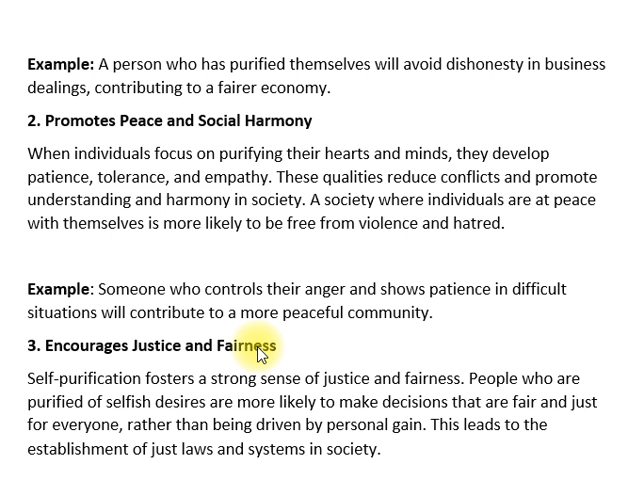 Example: A person who has purified themselves will avoid dishonesty in business
dealings, contributing to a fairer economy.
2. Promotes Peace and Social Harmony
When individuals focus on purifying their hearts and minds, they develop
patience, tolerance, and empathy. These qualities reduce conflicts and promote
understanding and harmony in society. A society where individuals are at peace
with themselves is more likely to be free from violence and hatred.
Example: Someone who controls their anger and shows patience in difficult
situations will contribute to a more peaceful community.
3. Encourages Justice and Fairness
Self-purification fosters a strong sense of justice and fairness. People who are
purified of selfish desires are more likely to make decisions that are fair and just
for everyone, rather than being driven by personal gain. This leads to the
establishment of just laws and systems in society.